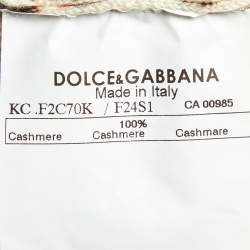 DOLCE&GABBANA
Made in Italy
KC .F2C70K / F24S1 CA 00985
100%
Cashmere Cashmere Cashmere